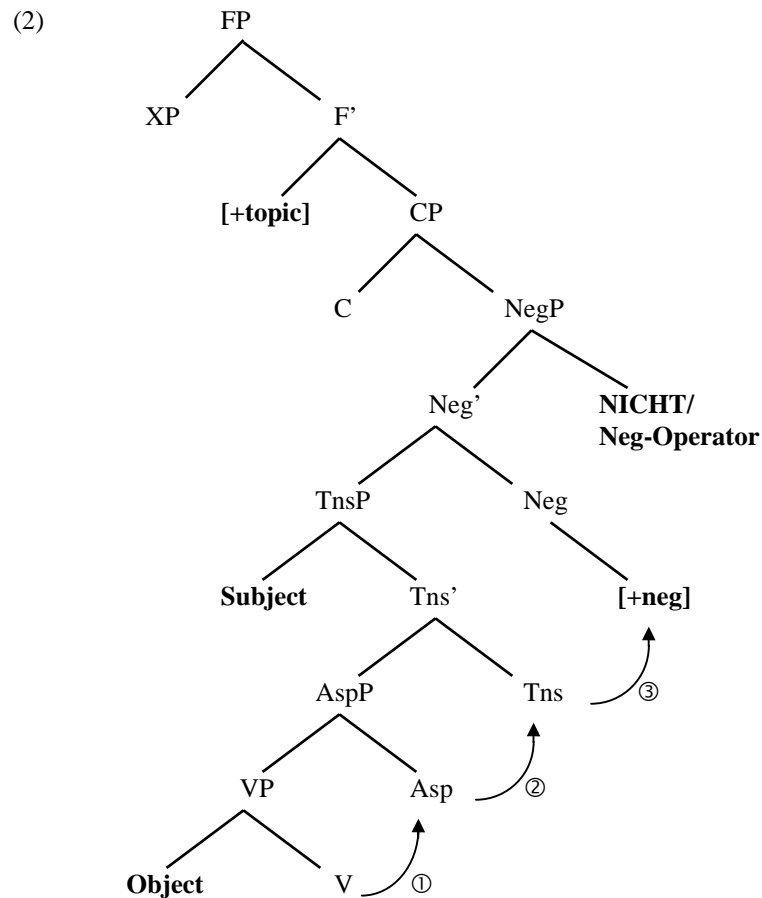 (2)
FP
XP F’
[+topic] CP
C NegP
Neg’ NICHT/
Neg-Operator
TnsP Neg
Subject Tns’ [+neg]
AspP Tns ③
VP Asp ②
Object V ①